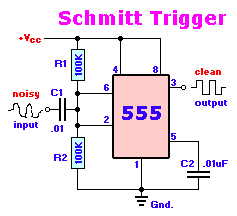 Schmitt Trigger
+Vcc
R1
100K
4
8
3
clean
output
noisy
input
C1
.01
6
2
555
5
R2
100K
1
C2
.01uF
Gnd.